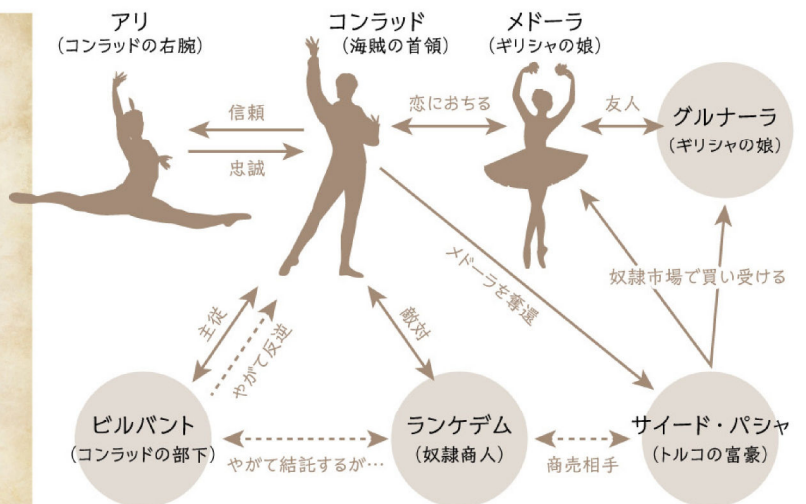 アリ
(コンラッドの右腕)
コンラッド
(海賊の首領)
メドーラ
(ギリシャの娘)
信頼
忠誠
恋におちる
友人
グルナーラ
(ギリシャの娘)
メドーラを奪還
奴隷市場で買い受ける
主従
やがて反逆
敵対
ビルバント
(コンラッドの部下)
やがて結託するが…
ランケデム
(奴隷商人)
商売相手
サイード・パシャ
(トルコの富豪)